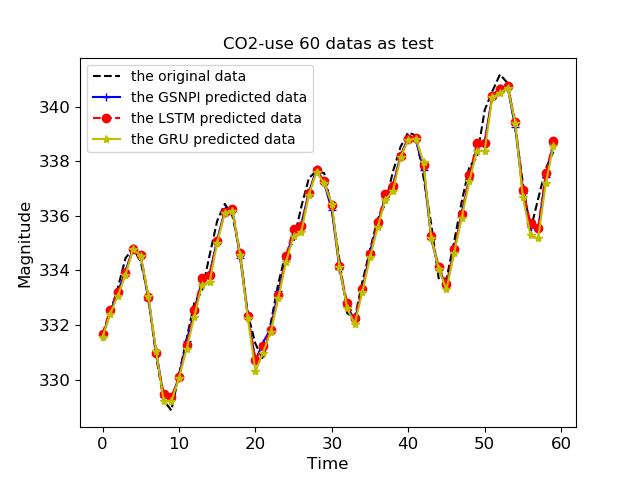 CO2-use 60 datas as test
the original data
the GSNPI predicted data
the LSTM predicted data
the GRU predicted data
Magnitude
340
338
336
334
332
330
0 10 20 30 40 50 60
Time